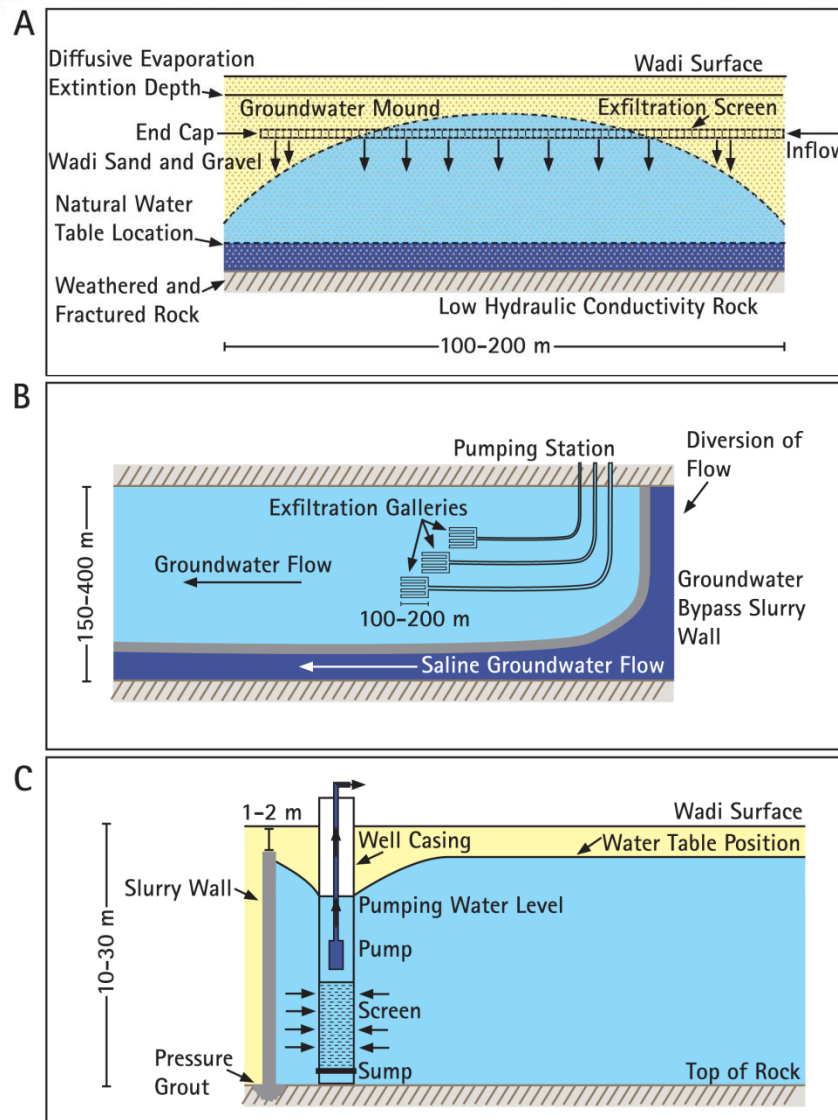 A
Diffusive Evaporation
Extintion Depth
Wadi Surface
Groundwater Mound
Exfiltration Screen
End Cap
Inflow
Wadi Sand and Gravel
Natural Water
Table Location
Weathered and
Fractured Rock
Low Hydraulic Conductivity Rock
100-200 m
B
Pumping Station
Diversion of
Flow
Exfiltration Galleries
Groundwater Flow
150-400 m
100-200 m
Groundwater
Bypass Slurry
Wall
Saline Groundwater Flow
C
1-2 m
Wadi Surface
Well Casing
Water Table Position
Slurry Wall
Pumping Water Level
10-30 m
Pump
Screen
Pressure
Grout
Sump
Top of Rock